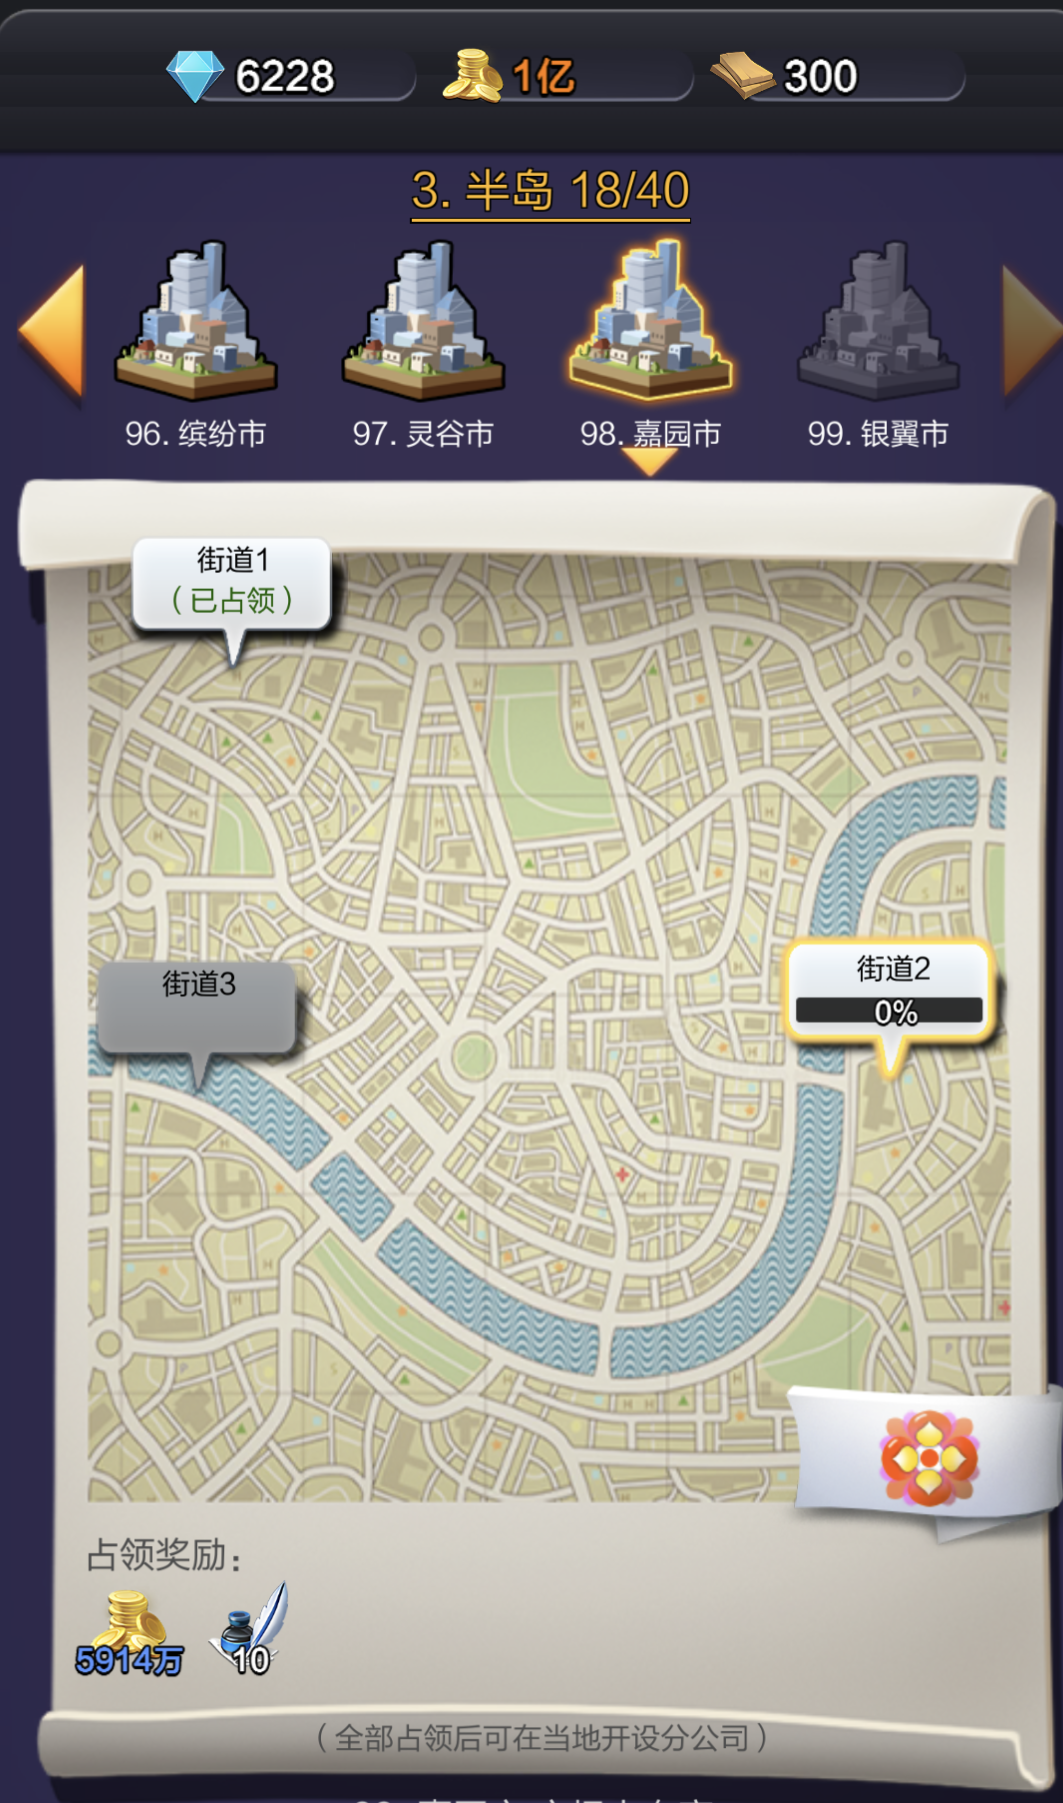 6228 1亿 300
3. 半岛 18/40
96. 缤纷市 97. 灵谷市 98. 嘉园市 99. 银翼市
街道1
（已占领）
街道2
0%
街道3
占领奖励：
5914万 10
（全部占领后可在当地开设分公司）